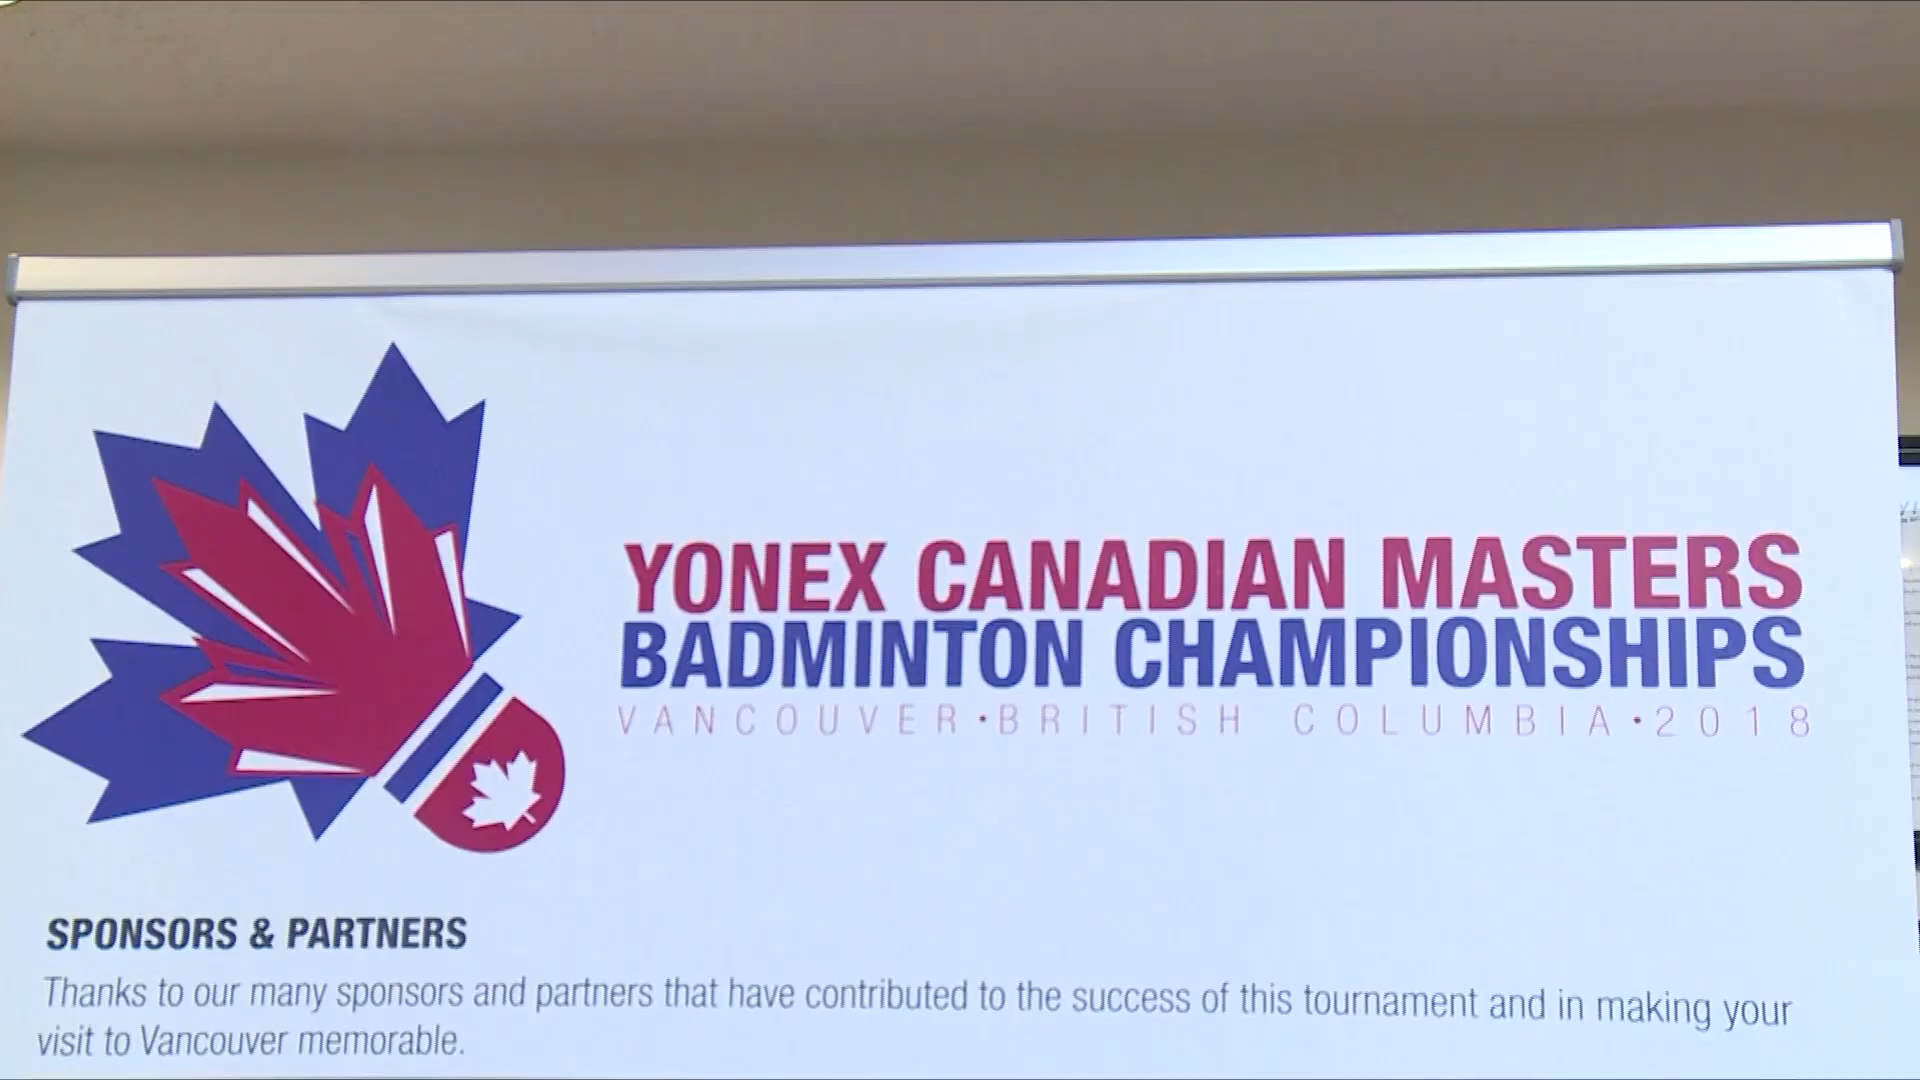 YONEX CANADIAN MASTERS
BADMINTON CHAMPIONSHIPS
VANCOUVER•BRITISH COLUMBIA•2018
SPONSORS & PARTNERS
Thanks to our many sponsors and partners that have contributed to the success of this tournament and in making your
visit to Vancouver memorable.